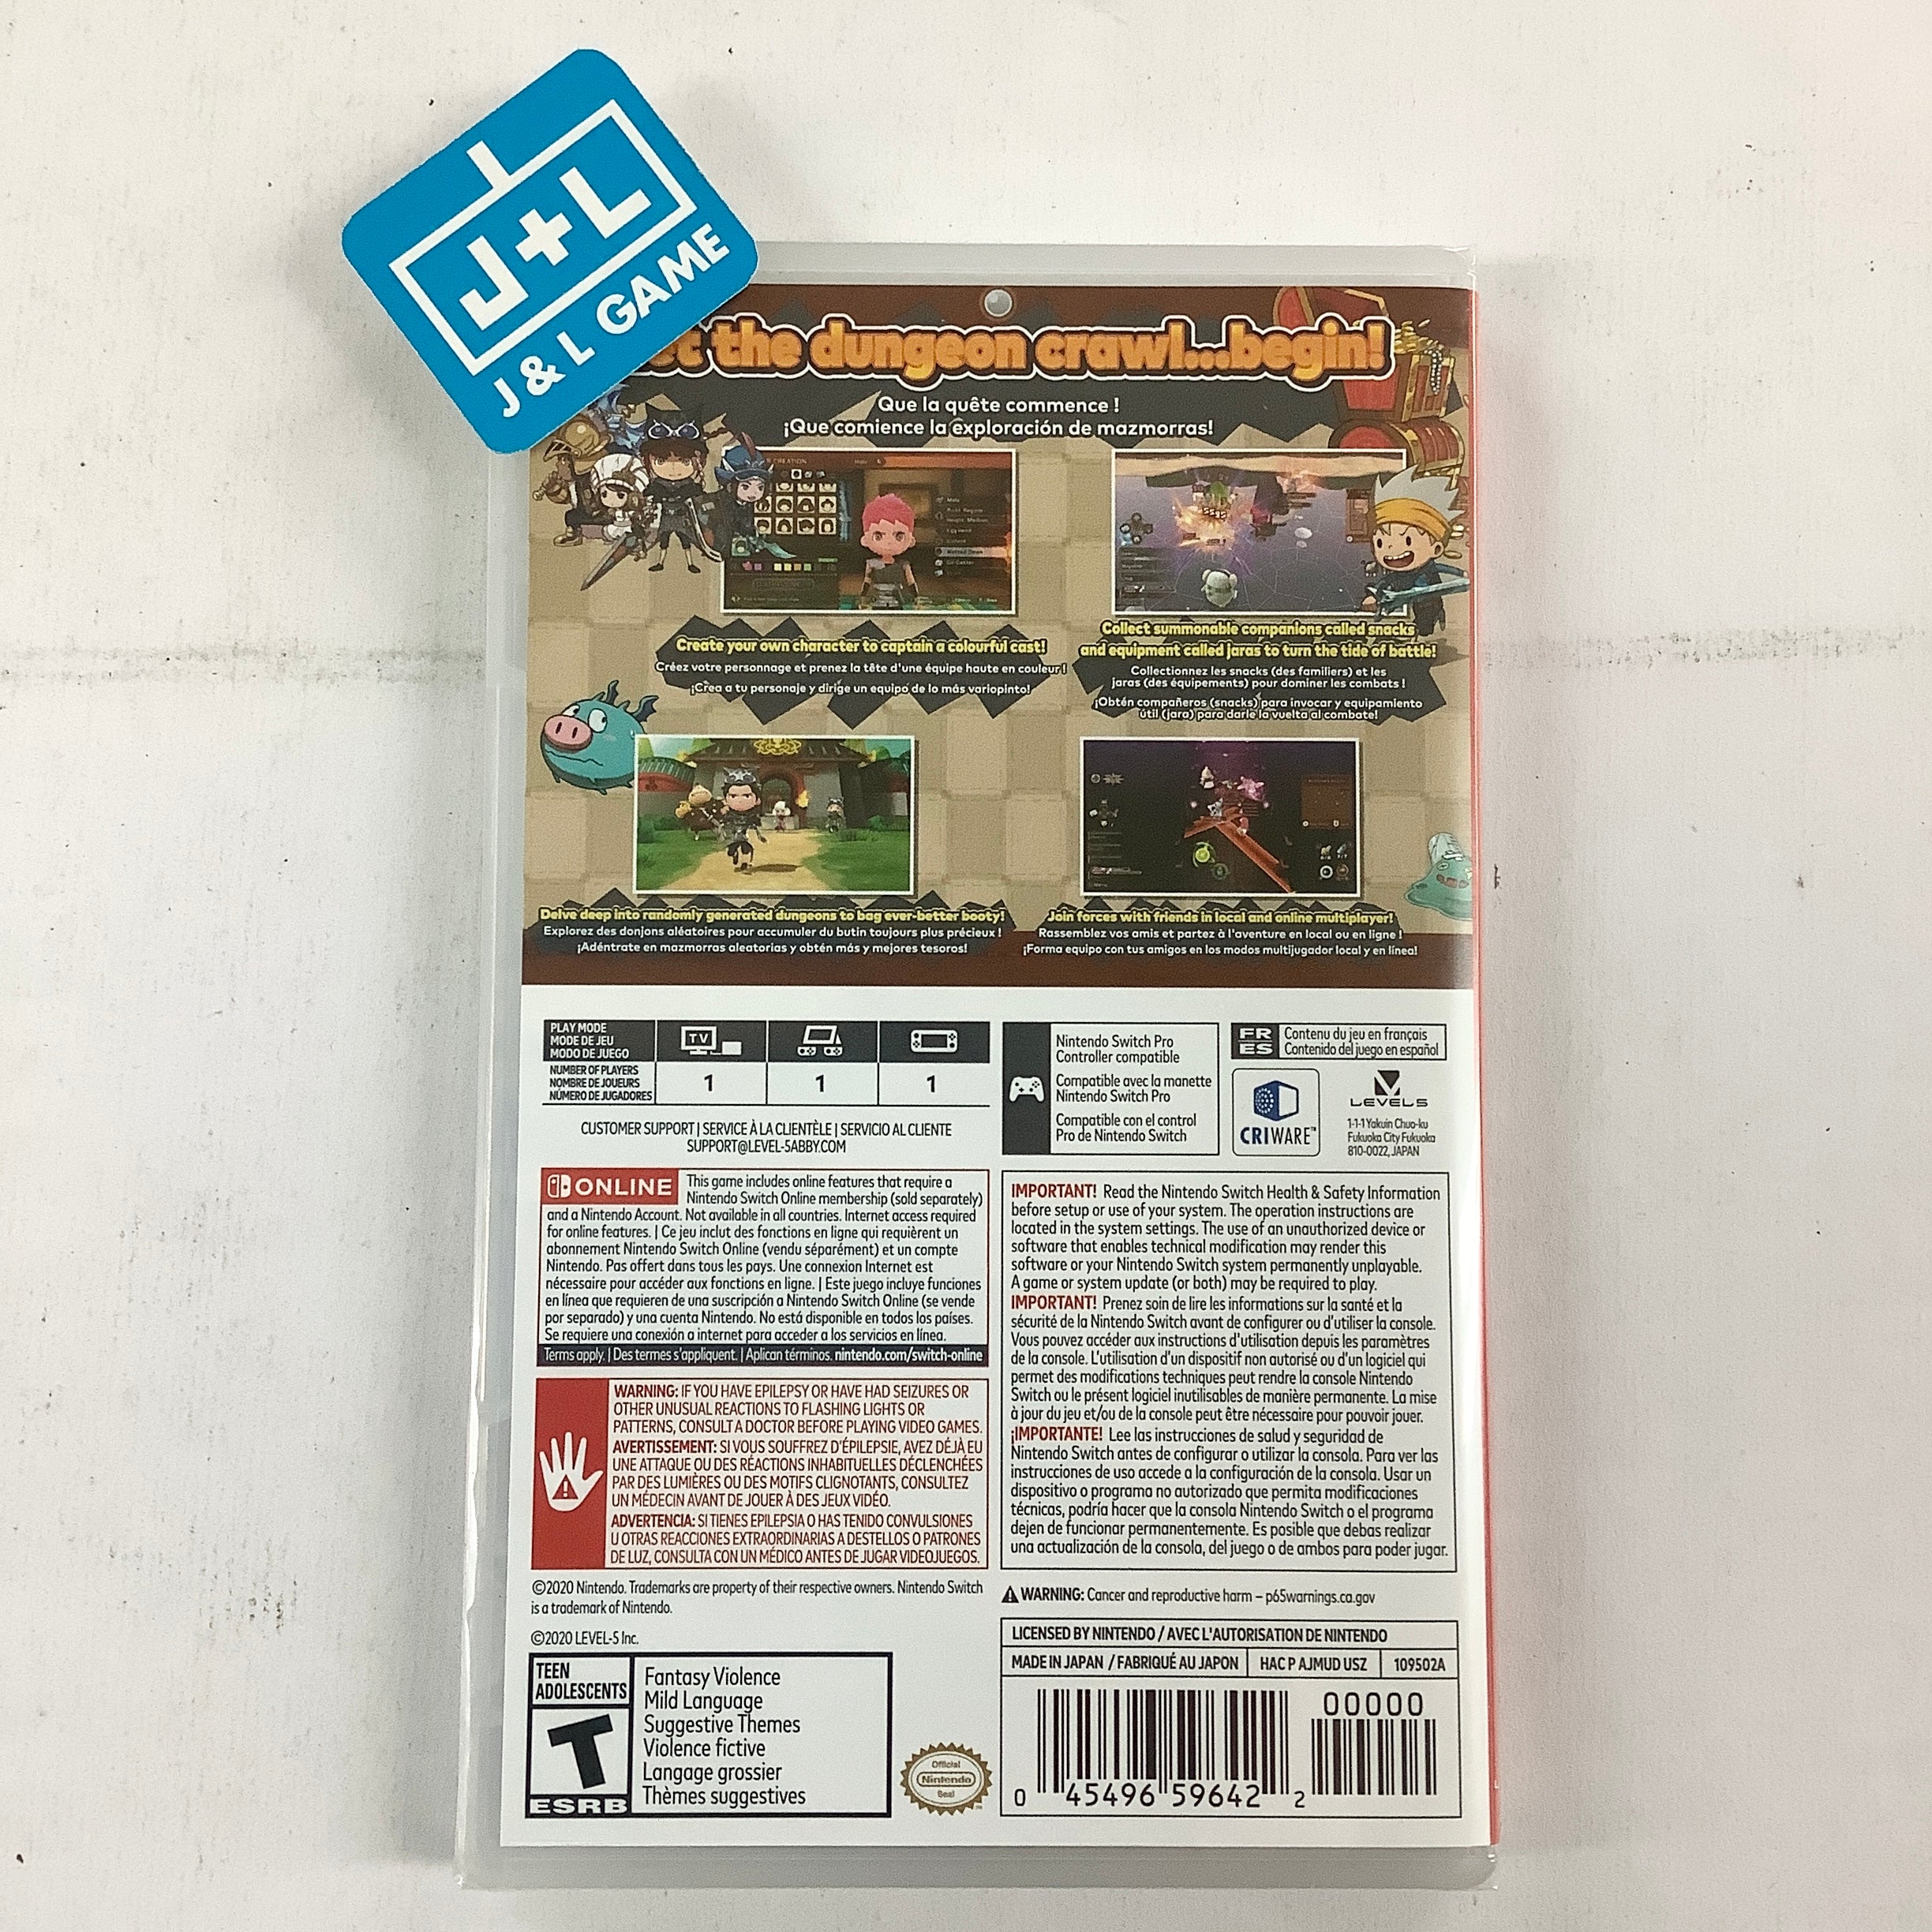 J+L
J & L GAME
the dungeon crawl...begin!
Que la quête commence !
¡Que comience la exploración de mazmorras!
Create your own character to captain a colourful cast!
Créez votre personnage et prenez la tête d'une équipe haute en couleur !
¡Crea a tu personaje y dirige un equipo de lo más variopinto!
Collect summonable companions called snacks
and equipment called jaras to turn the tide of battle!
Collectionnez les snacks (des familiers) et les
jaras (des équipements) pour dominer les combats !
¡Obtén compañeros (snacks) para invocar y equipamiento
útil (jara) para darle la vuelta al combate!
Delve deep into randomly generated dungeons to bag ever-better booty!
Explorez des donjons aléatoires pour accumuler du butin toujours plus précieux !
¡Adéntrate en mazmorras aleatorias y obtén más y mejores tesoros!
Join forces with friends in local and online multiplayer!
Rassemblez vos amis et partez à l'aventure en local ou en ligne !
¡Forma equipo con tus amigos en los modos multijugador local y en línea!
PLAY MODE
MODE DE JEU
MODO DE JUEGO
TV
NUMBER OF PLAYERS
NOMBRE DE JOUEURS
NÚMERO DE JUGADORES
1 1 1
CUSTOMER SUPPORT | SERVICE À LA CLIENTÈLE | SERVICIO AL CLIENTE
SUPPORT@LEVEL-5ABBY.COM
Nintendo Switch Pro
Controller compatible
Compatible avec la manette
Nintendo Switch Pro
Compatible con el control
Pro de Nintendo Switch
FR Contenu du jeu en français
ES Contenido del juego en español
CRIWARE™
LEVEL5
1-1-1 Yakuin Chuo-ku
Fukuoka City Fukuoka
810-0022, JAPAN
ONLINE
This game includes online features that require a
Nintendo Switch Online membership (sold separately)
and a Nintendo Account. Not available in all countries. Internet access required
for online features. | Ce jeu inclut des fonctions en ligne qui requièrent un
abonnement Nintendo Switch Online (vendu séparément) et un compte
Nintendo. Pas offert dans tous les pays. Une connexion Internet est
nécessaire pour accéder aux fonctions en ligne. | Este juego incluye funciones
en línea que requieren de una suscripción a Nintendo Switch Online (se vende
por separado) y una cuenta Nintendo. No está disponible en todos los países.
Se requiere una conexión a internet para acceder a los servicios en línea.
Terms apply. | Des termes s'appliquent. | Aplican términos. nintendo.com/switch-online
WARNING: IF YOU HAVE EPILEPSY OR HAVE HAD SEIZURES OR
OTHER UNUSUAL REACTIONS TO FLASHING LIGHTS OR
PATTERNS, CONSULT A DOCTOR BEFORE PLAYING VIDEO GAMES.
AVERTISSEMENT: SI VOUS SOUFFREZ D'ÉPILEPSIE, AVEZ DÉJÀ EU
UNE ATTAQUE OU DES RÉACTIONS INHABITUELLES DÉCLENCHÉES
PAR DES LUMIÈRES OU DES MOTIFS CLIGNOTANTS, CONSULTEZ
UN MÉDECIN AVANT DE JOUER À DES JEUX VIDÉO.
ADVERTENCIA: SI TIENES EPILEPSIA O HAS TENIDO CONVULSIONES
U OTRAS REACCIONES EXTRAORDINARIAS A DESTELLOS O PATRONES
DE LUZ, CONSULTA CON UN MÉDICO ANTES DE JUGAR VIDEOJUEGOS.
IMPORTANT! Read the Nintendo Switch Health & Safety Information
before setup or use of your system. The operation instructions are
located in the system settings. The use of an unauthorized device or
software that enables technical modification may render this
software or your Nintendo Switch system permanently unplayable.
A game or system update (or both) may be required to play.
IMPORTANT! Prenez soin de lire les informations sur la santé et la
sécurité de la Nintendo Switch avant de configurer ou d'utiliser la console.
Vous pouvez accéder aux instructions d'utilisation depuis les paramètres
de la console. L'utilisation d'un dispositif non autorisé ou d'un logiciel qui
permet des modifications techniques peut rendre la console Nintendo
Switch ou le présent logiciel inutilisables de manière permanente. La mise
à jour du jeu et/ou de la console peut être nécessaire pour pouvoir jouer.
¡IMPORTANTE! Lee las instrucciones de salud y seguridad de
Nintendo Switch antes de configurar o utilizar la consola. Para ver las
instrucciones de uso accede a la configuración de la consola. Usar un
dispositivo o programa no autorizado que permita modificaciones
técnicas, podría hacer que la consola Nintendo Switch o el programa
dejen de funcionar permanentemente. Es posible que debas realizar
una actualización de la consola, del juego o de ambos para poder jugar.
©2020 Nintendo. Trademarks are property of their respective owners. Nintendo Switch
is a trademark of Nintendo.
©2020 LEVEL-5 Inc.
WARNING: Cancer and reproductive harm – p65warnings.ca.gov
TEEN
ADOLESCENTS
T
ESRB
Fantasy Violence
Mild Language
Suggestive Themes
Violence fictive
Langage grossier
Thèmes suggestives
Official
Nintendo
Seal
LICENSED BY NINTENDO / AVEC L'AUTORISATION DE NINTENDO
MADE IN JAPAN / FABRIQUÉ AU JAPON HAC P AJMUD USZ 109502A
00000
0 45496 59642 2